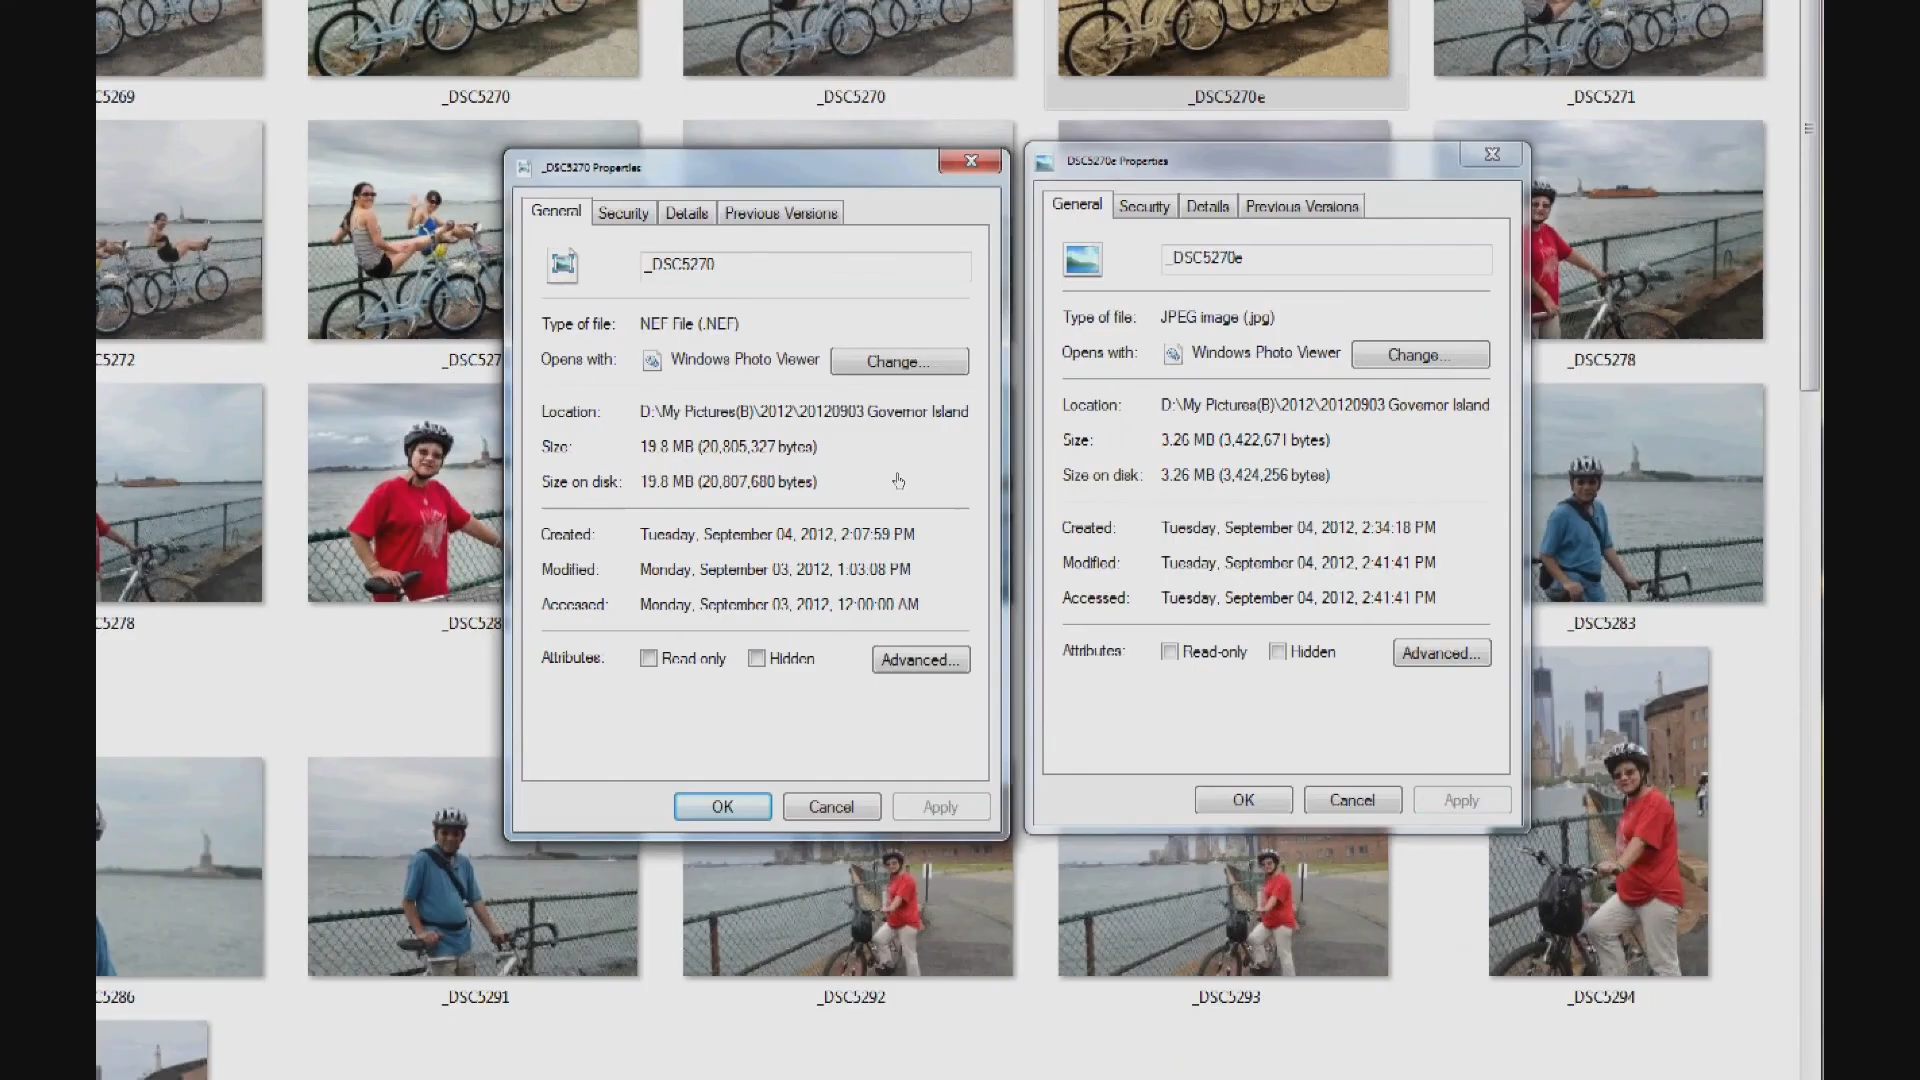 C5269
_DSC5270
_DSC5270
_DSC5270e
_DSC5271
_DSC5270 Properties
General
Security
Details
Previous Versions
_DSC5270
Type of file:
NEF File (.NEF)
Opens with:
Windows Photo Viewer
Change...
Location:
D:\My Pictures(B)\2012\20120903 Governor Island
Size:
19.8 MB (20,805,327 bytes)
Size on disk:
19.8 MB (20,807,680 bytes)
Created:
Tuesday, September 04, 2012, 2:07:59 PM
Modified:
Monday, September 03, 2012, 1:03:08 PM
Accessed:
Monday, September 03, 2012, 12:00:00 AM
Attributes:
Read only
Hidden
Advanced...
OK
Cancel
Apply
_DSC5270e Properties
General
Security
Details
Previous Versions
_DSC5270e
Type of file:
JPEG image (.jpg)
Opens with:
Windows Photo Viewer
Change...
Location:
D:\My Pictures(B)\2012\20120903 Governor Island
Size:
3.26 MB (3,422,671 bytes)
Size on disk:
3.26 MB (3,424,256 bytes)
Created:
Tuesday, September 04, 2012, 2:34:18 PM
Modified:
Tuesday, September 04, 2012, 2:41:41 PM
Accessed:
Tuesday, September 04, 2012, 2:41:41 PM
Attributes:
Read-only
Hidden
Advanced...
OK
Cancel
Apply
C5272
_DSC527
_DSC5278
C5278
_DSC528
_DSC5283
C5286
_DSC5291
_DSC5292
_DSC5293
_DSC5294